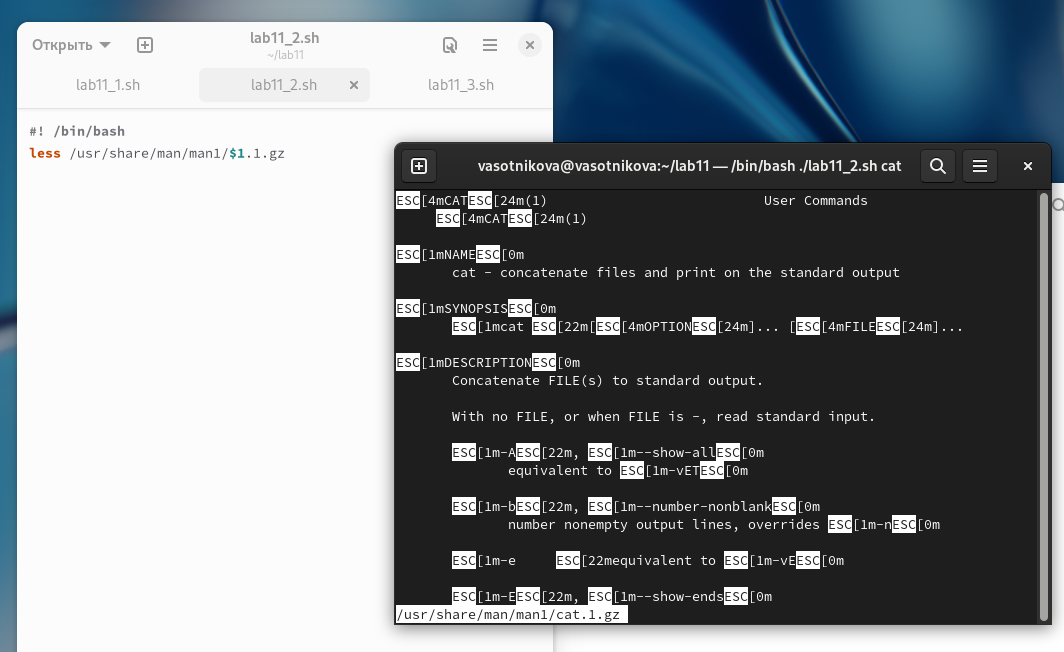 Открыть
lab11_2.sh
~/lab11
lab11_1.sh
lab11_2.sh
lab11_3.sh
#! /bin/bash
less /usr/share/man/man1/$1.1.gz
vasotnikova@vasotnikova:~/lab11 — /bin/bash ./lab11_2.sh cat
ESC[4mCATESC[24m(1) User Commands
ESC[4mCATESC[24m(1)
ESC[1mNAMEESC[0m
cat - concatenate files and print on the standard output
ESC[1mSYNOPSISESC[0m
ESC[1mcat ESC[22m[ESC[4mOPTIONESC[24m]... [ESC[4mFILEESC[24m]...
ESC[1mDESCRIPTIONESC[0m
Concatenate FILE(s) to standard output.
With no FILE, or when FILE is -, read standard input.
ESC[1m-AESC[22m, ESC[1m--show-allESC[0m
equivalent to ESC[1m-vETESC[0m
ESC[1m-bESC[22m, ESC[1m--number-nonblankESC[0m
number nonempty output lines, overrides ESC[1m-nESC[0m
ESC[1m-e ESC[22mequivalent to ESC[1m-vEESC[0m
ESC[1m-EESC[22m, ESC[1m--show-endsESC[0m
/usr/share/man/man1/cat.1.gz